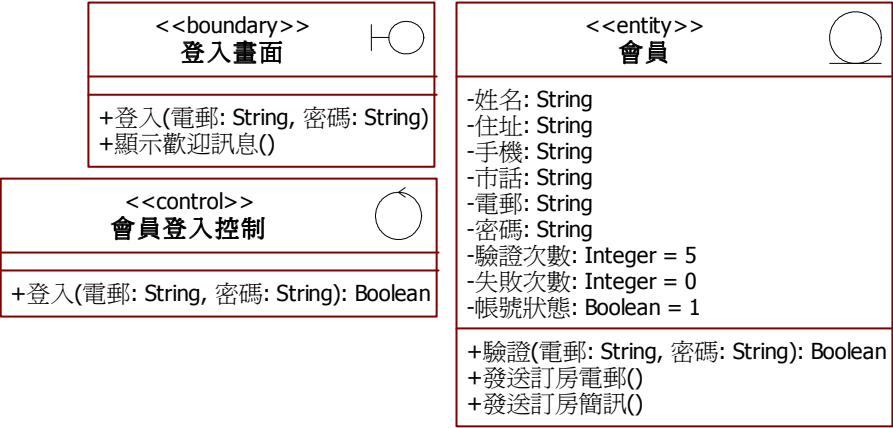 <<boundary>>
登入畫面
+登入(電郵: String, 密碼: String)
+顯示歡迎訊息()
<<control>>
會員登入控制
+登入(電郵: String, 密碼: String): Boolean
<<entity>>
會員
-姓名: String
-住址: String
-手機: String
-市話: String
-電郵: String
-密碼: String
-驗證次數: Integer = 5
-失敗次數: Integer = 0
-帳號狀態: Boolean = 1
+驗證(電郵: String, 密碼: String): Boolean
+發送訂房電郵()
+發送訂房簡訊()